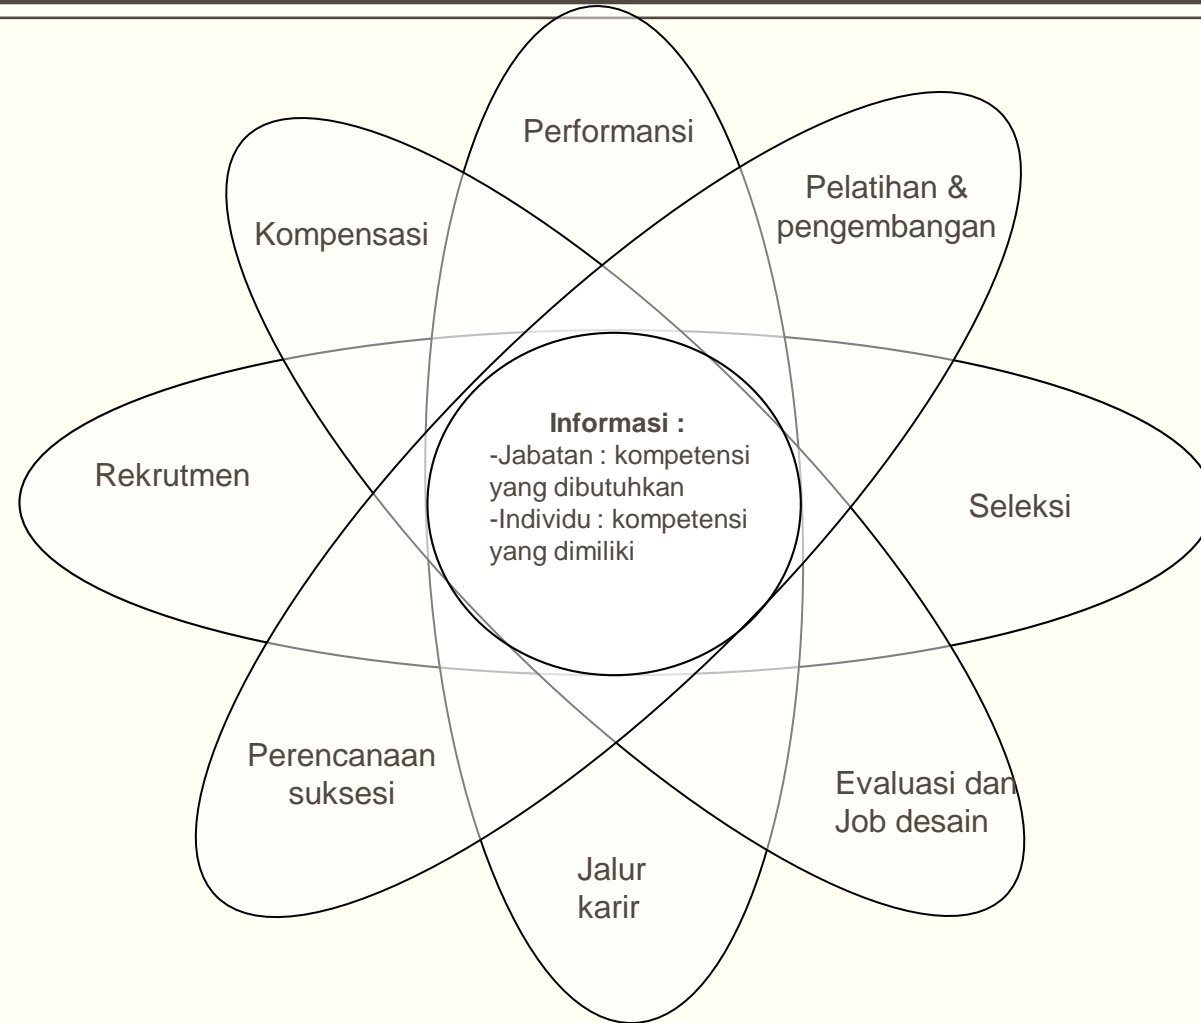 Performansi
Pelatihan &
pengembangan
Kompensasi
Informasi :
-Jabatan : kompetensi
yang dibutuhkan
-Individu : kompetensi
yang dimiliki
Rekrutmen
Seleksi
Perencanaan
suksesi
Evaluasi dan
Job desain
Jalur
karir